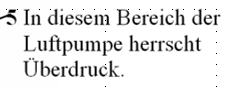 5 In diesem Bereich der
Luftpumpe herrscht
Überdruck.